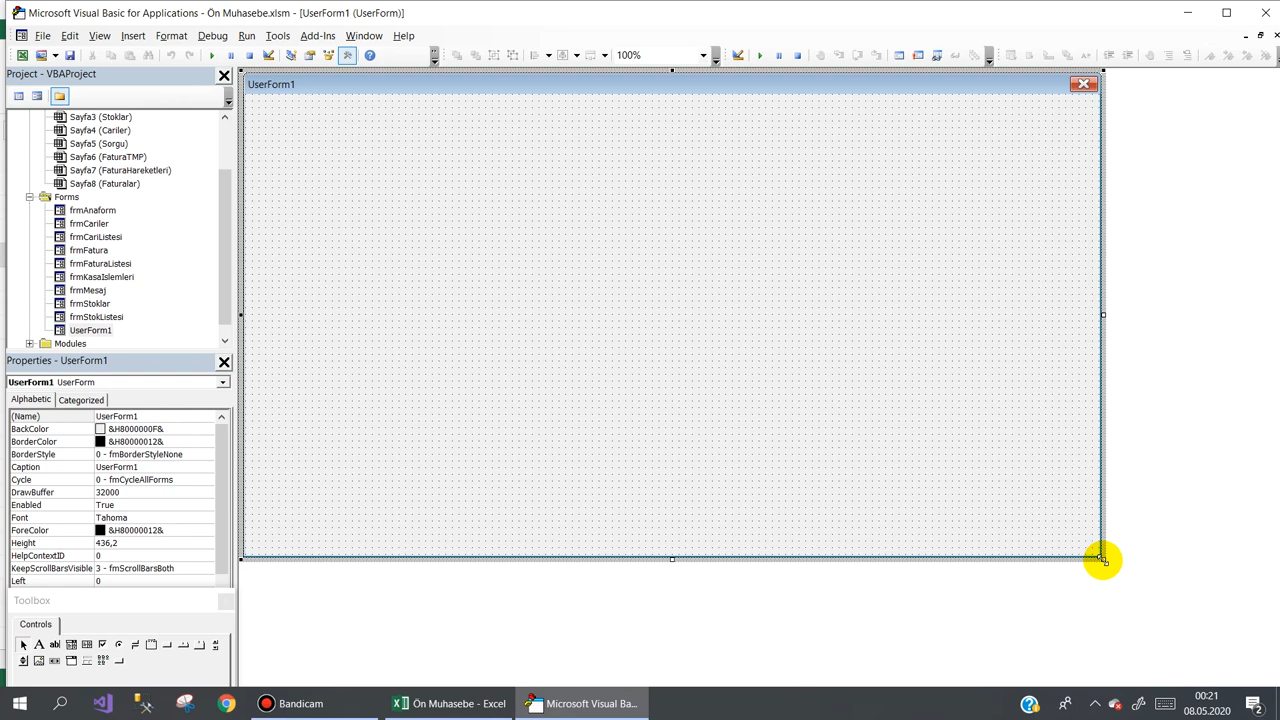 Microsoft Visual Basic for Applications - Ön Muhasebe.xlsm - [UserForm1 (UserForm)]
File Edit View Insert Format Debug Run Tools Add-Ins Window Help
100%
Project - VBAProject
UserForm1
Sayfa3 (Stoklar)
Sayfa4 (Cariler)
Sayfa5 (Sorgu)
Sayfa6 (FaturaTMP)
Sayfa7 (FaturaHareketleri)
Sayfa8 (Faturalar)
Forms
frmAnaform
frmCariler
frmCariListesi
frmFatura
frmFaturaListesi
frmKasaIslemleri
frmMesaj
frmStoklar
frmStokListesi
UserForm1
Modules
Properties - UserForm1
UserForm1 UserForm
Alphabetic Categorized
(Name) UserForm1
BackColor &H8000000F&
BorderColor &H80000012&
BorderStyle 0 - fmBorderStyleNone
Caption UserForm1
Cycle 0 - fmCycleAllForms
DrawBuffer 32000
Enabled True
Font Tahoma
ForeColor &H80000012&
Height 436,2
HelpContextID 0
KeepScrollBarsVisible 3 - fmScrollBarsBoth
Left 0
Toolbox
Controls
Bandicam
Ön Muhasebe - Excel
Microsoft Visual Ba...
00:21
08.05.2020
2